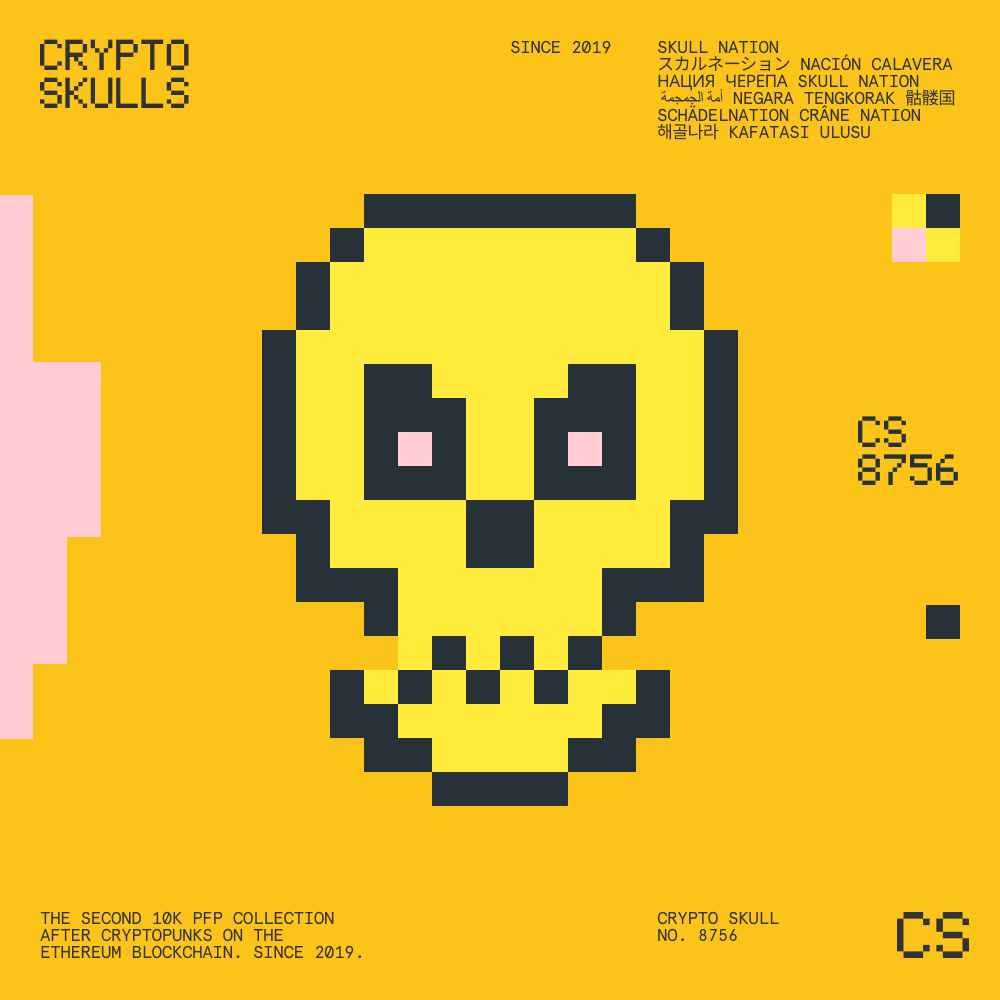 CRYPTO
SKULLS
SINCE 2019
SKULL NATION
スカルネーション NACIÓN CALAVERA
НАЦИЯ ЧЕРЕПА SKULL NATION
أمة الجمجمة NEGARA TENGKORAK 骷髅国
SCHÄDELNATION CRÂNE NATION
해골나라 KAFATASI ULUSU
CS
8756
THE SECOND 10K PFP COLLECTION
AFTER CRYPTOPUNKS ON THE
ETHEREUM BLOCKCHAIN. SINCE 2019.
CRYPTO SKULL
NO. 8756
CS